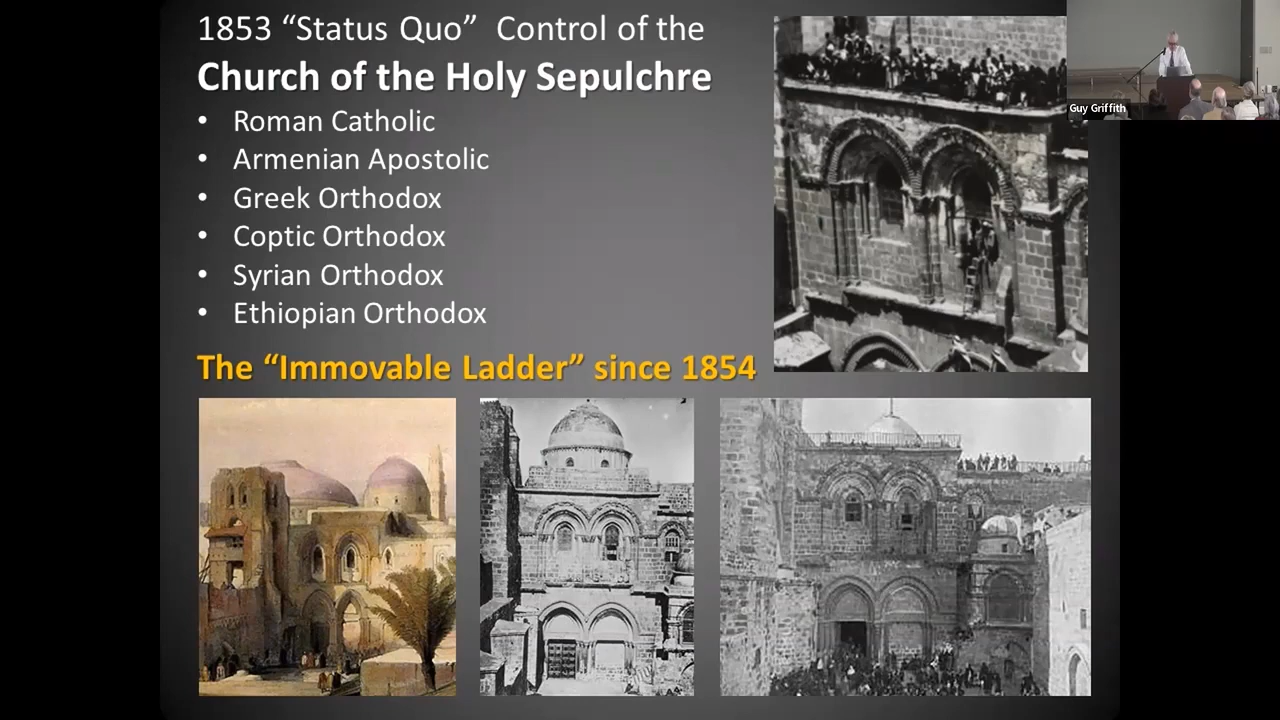 1853 “Status Quo” Control of the
Church of the Holy Sepulchre
• Roman Catholic
• Armenian Apostolic
• Greek Orthodox
• Coptic Orthodox
• Syrian Orthodox
• Ethiopian Orthodox
The “Immovable Ladder” since 1854
Guy Griffith